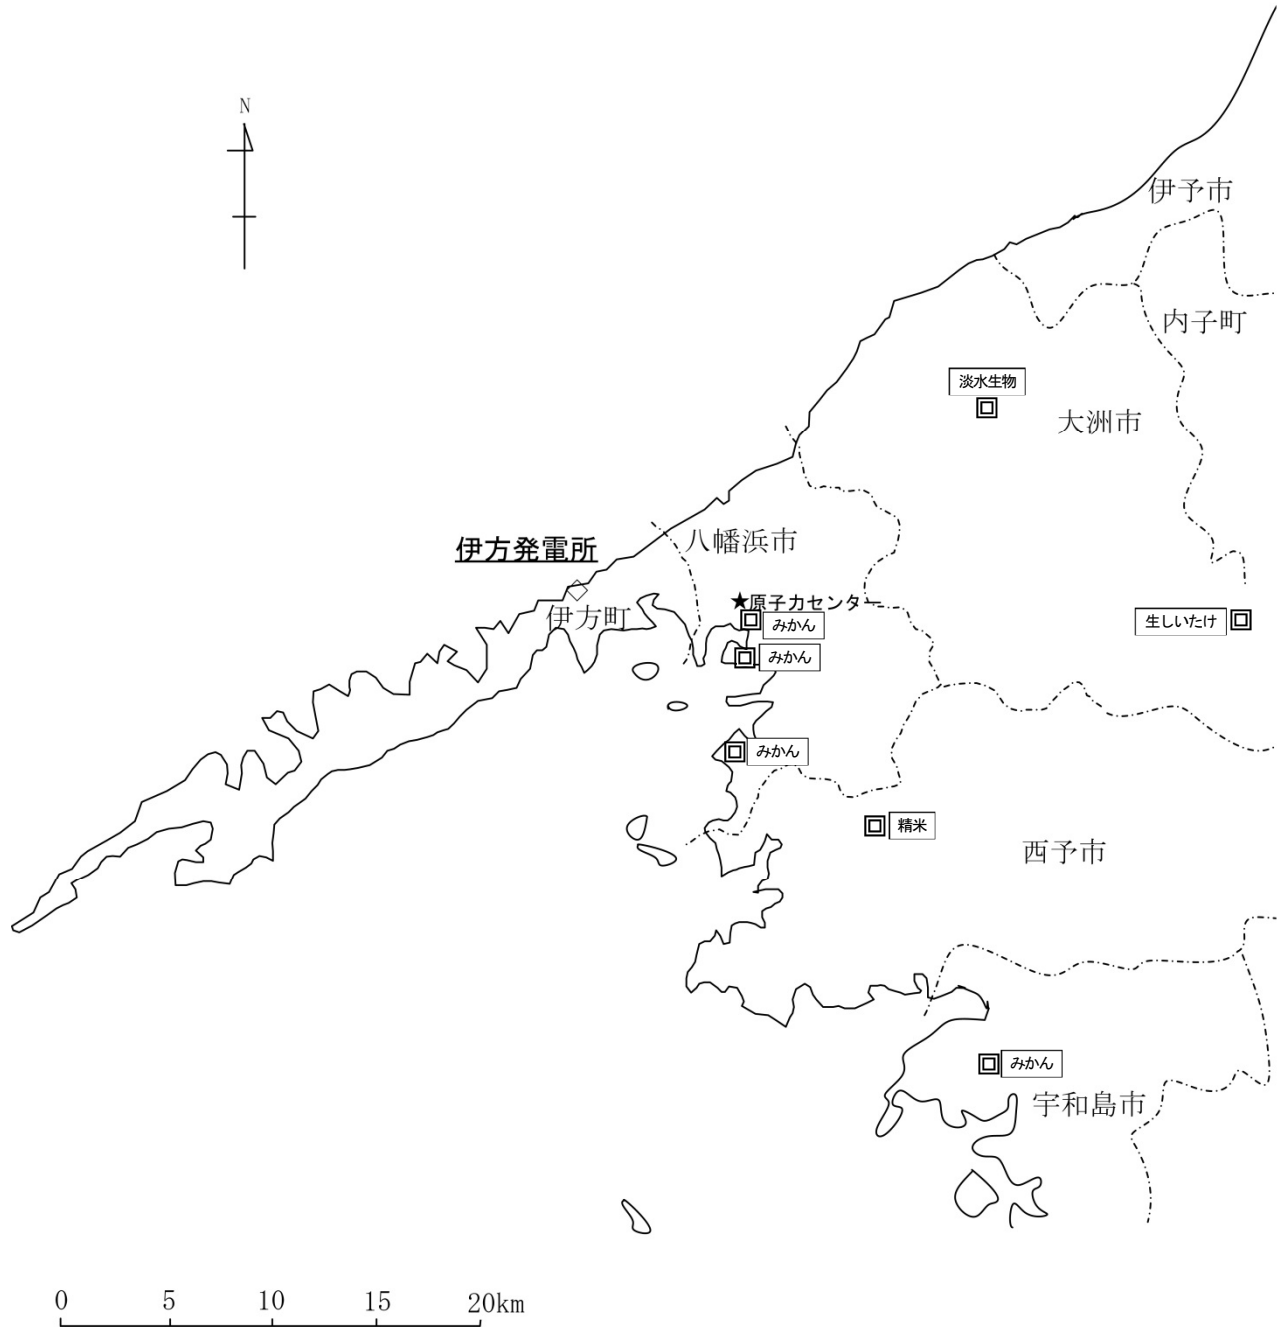 N
伊予市
内子町
淡水生物
大洲市
八幡浜市
伊方発電所
★原子力センター
伊方町
みかん
生しいたけ
みかん
みかん
精米
西予市
みかん
宇和島市
0 5 10 15 20km